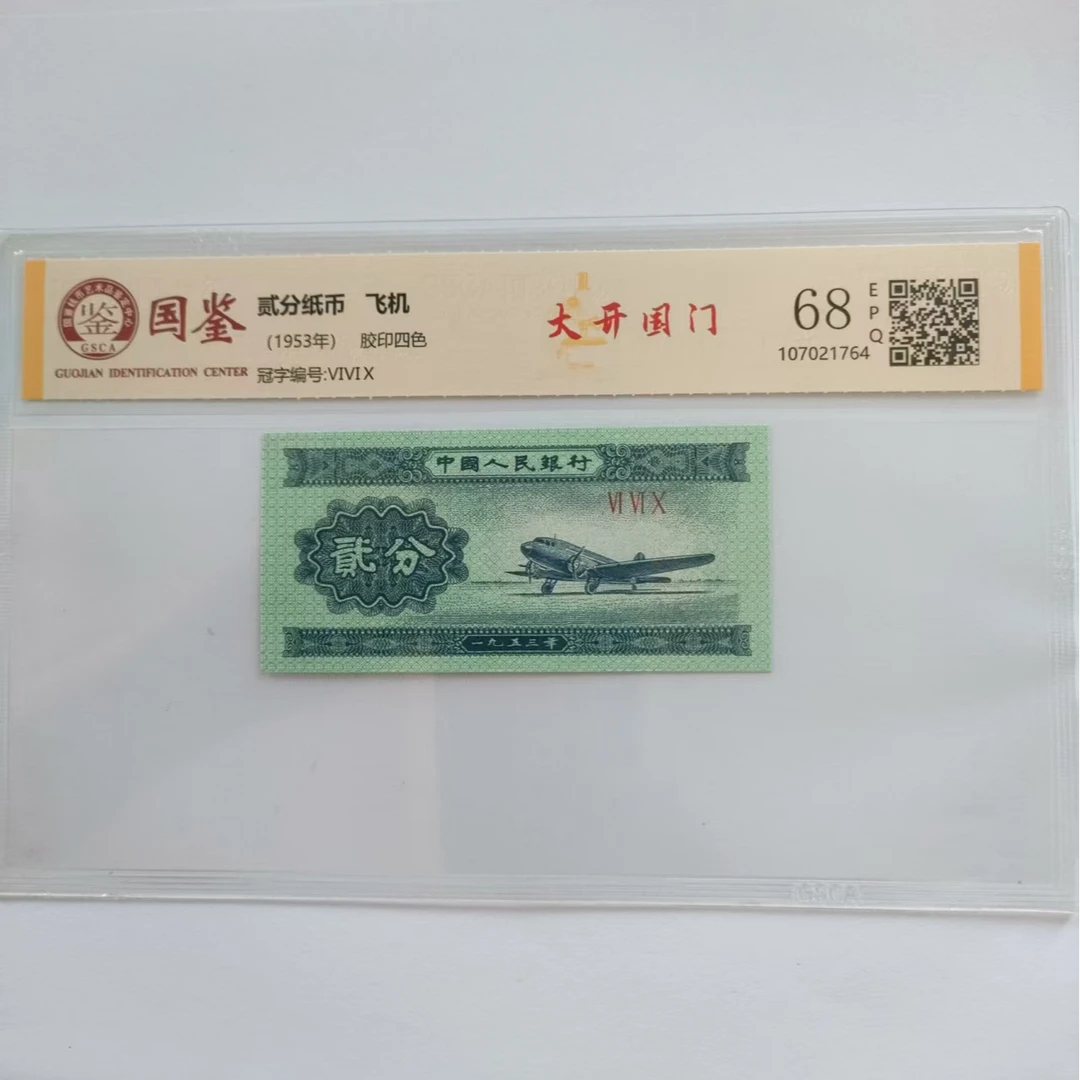 国鉴
GSCA
鉴
GUOJIAN IDENTIFICATION CENTER
贰分纸币 飞机
(1953年) 胶印四色
冠字编号:VIVIX
大开国门
68
EPQ
107021764
中國人民銀行
VI VI X
貳分
一九五三年
GSCA